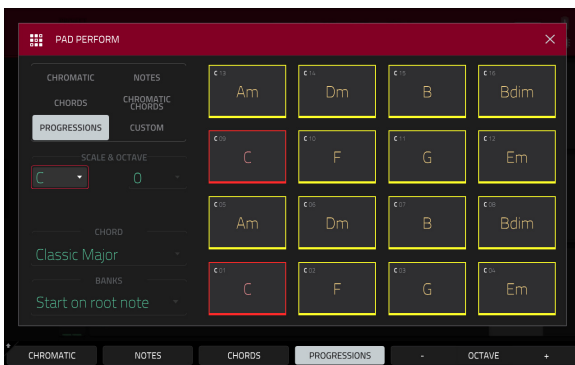 PAD PERFORM
CHROMATIC NOTES
CHORDS CHROMATIC CHORDS
PROGRESSIONS CUSTOM
SCALE & OCTAVE
C 0
CHORD
Classic Major
BANKS
Start on root note
C 13 C 14 C 15 C 16
Am Dm B Bdim
C 09 C 10 C 11 C 12
C F G Em
C 05 C 06 C 07 C 08
Am Dm B Bdim
C 01 C 02 C 03 C 04
C F G Em
CHROMATIC NOTES CHORDS PROGRESSIONS - OCTAVE +